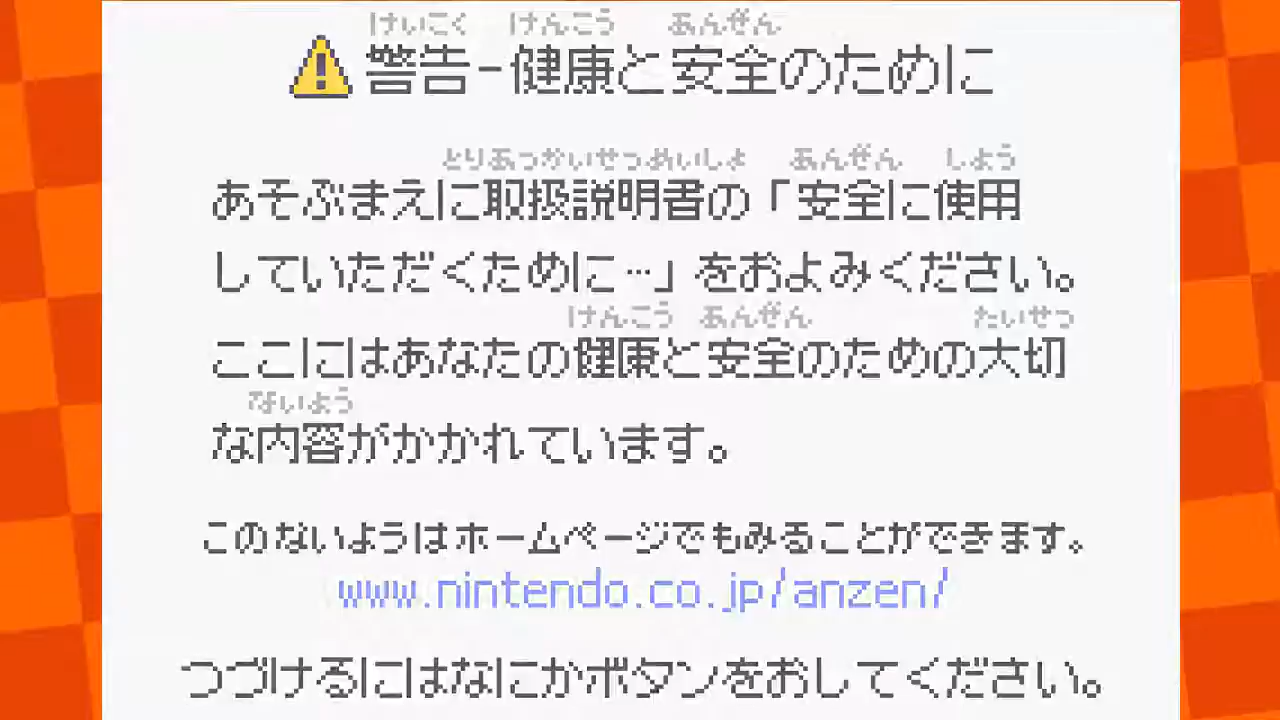 けいこく けんこう あんぜん
警告-健康と安全のために
とりあつかいせつめいしょ あんぜん しよう
あそぶまえに取扱説明書の「安全に使用
していただくために…」をおよみください。
けんこう あんぜん たいせつ
ここにはあなたの健康と安全のための大切
ないよう
な内容がかかれています。
このないようはホームページでもみることができます。
www.nintendo.co.jp/anzen/
つづけるにはなにかボタンをおしてください。